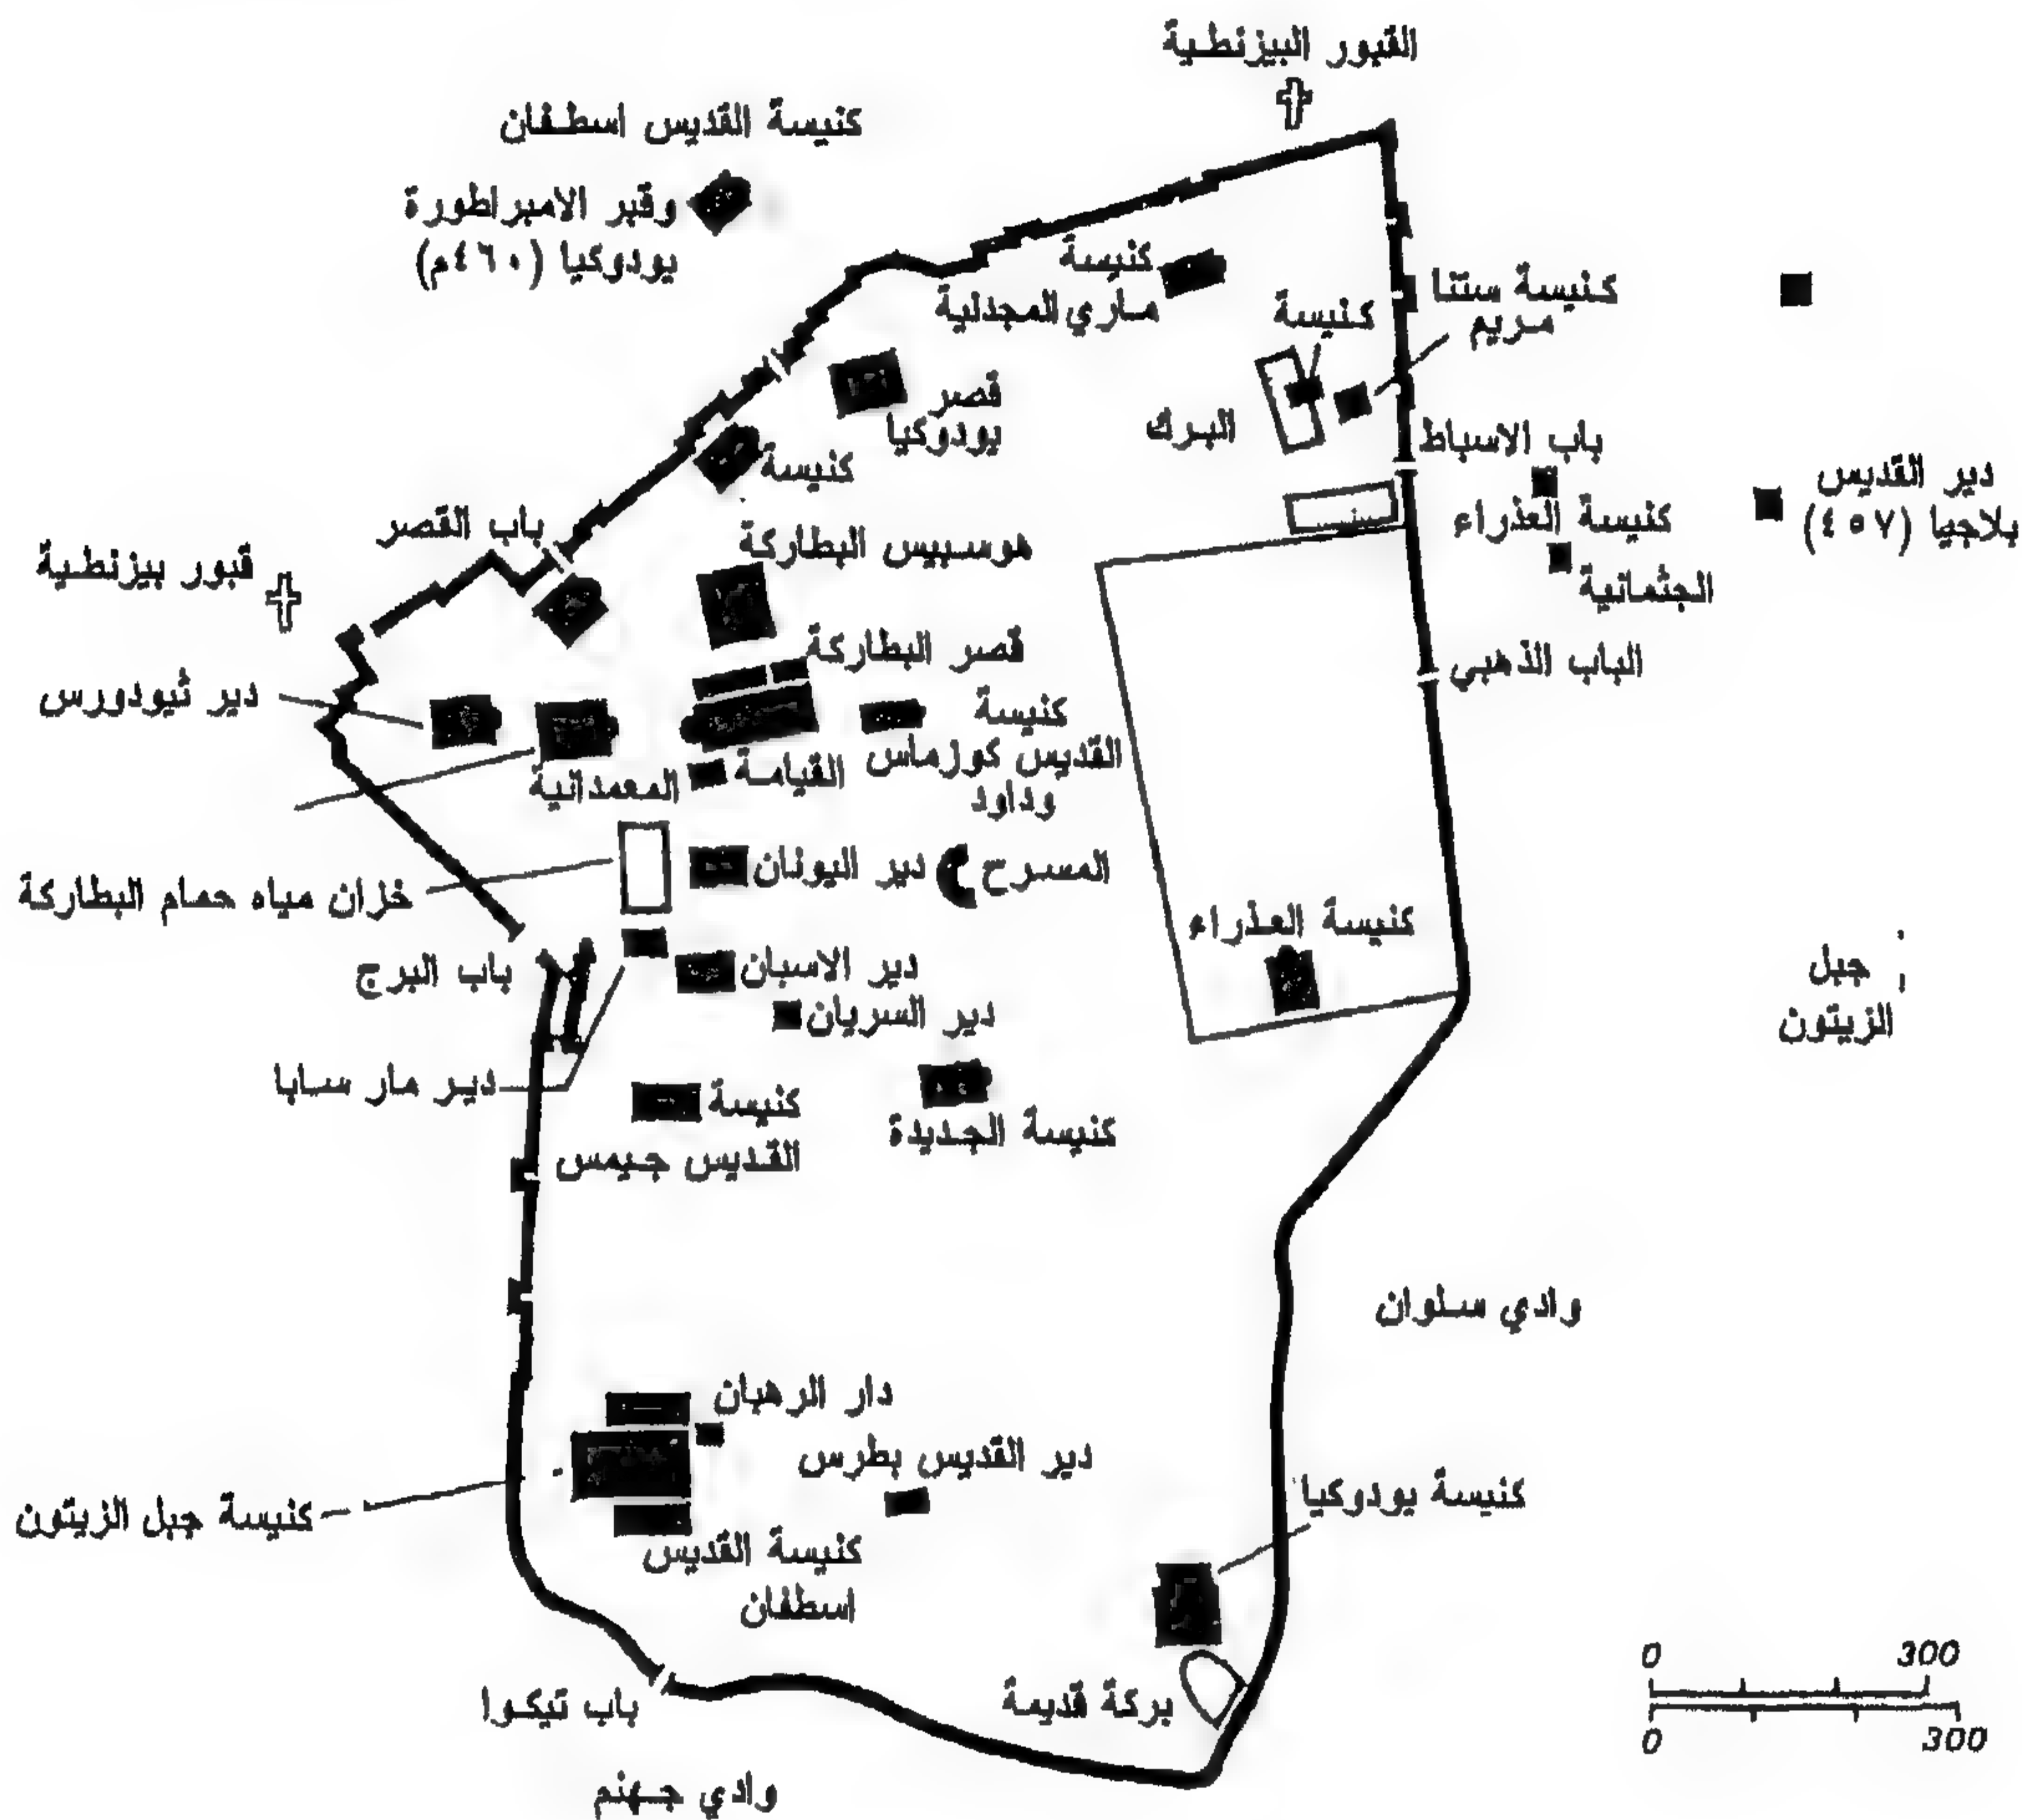 القبور البيزنطية
كنيسة القديس اسطفان
وقبر الامبراطورة
يودوكيا (٤٦٠م)
كنيسة
ماري المجدلية
كنيسة
كنيسة ستنا
مريم
قصر
يودوكيا
البرك
باب الاسباط
كنيسة
دير القديس
بلاجيا (٤٥٧)
كنيسة العذراء
الجثمانية
باب القصر
هوسبيس البطاركة
قبور بيزنطية
قصر البطاركة
الباب الذهبي
دير ثيودورس
كنيسة
القديس كوزماس
وداود
القيامة
المعمدانية
المسرح
دير اليونان
خزان مياه حمام البطاركة
كنيسة العذراء
باب البرج
دير الاسبان
جبل
الزيتون
دير السريان
دير مار سابا
كنيسة
القديس جيمس
كنيسة الجديدة
وادي سلوان
دار الرهبان
دير القديس بطرس
كنيسة يودوكيا
كنيسة جبل الزيتون
كنيسة القديس
اسطفان
باب تيكوا
بركة قديمة
0 300
0 300
وادي جهنم